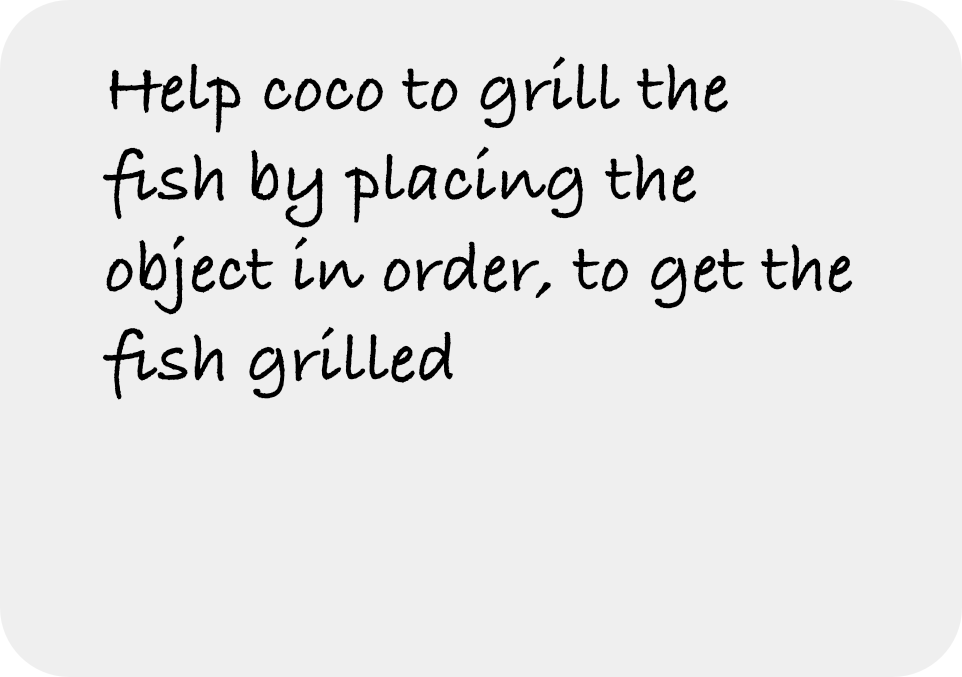 Help coco to grill the
fish by placing the
object in order, to get the
fish grilled